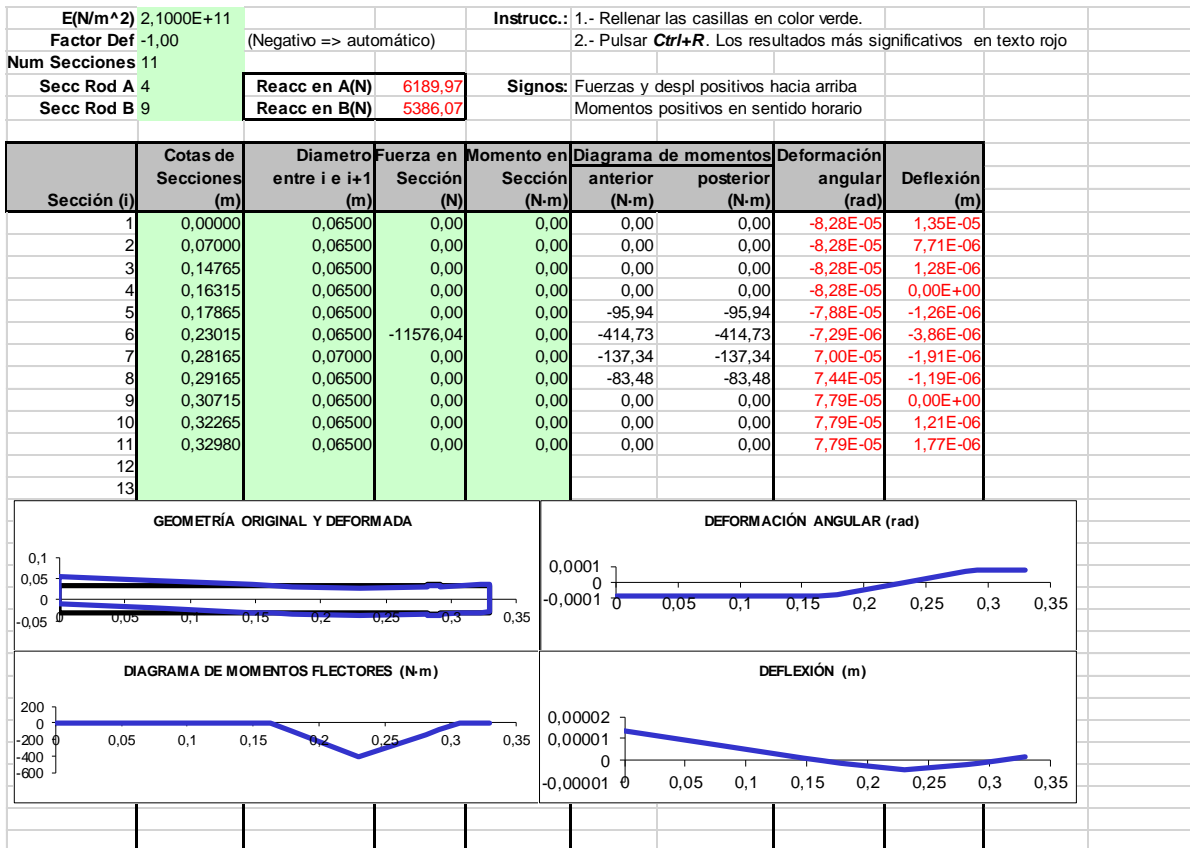 E(N/m^2) 2,1000E+11 Instrucc.: 1.- Rellenar las casillas en color verde.
Factor Def -1,00 (Negativo => automático) 2.- Pulsar Ctrl+R. Los resultados más significativos en texto rojo
Num Secciones 11
Secc Rod A 4 Reacc en A(N) 6189,97 Signos: Fuerzas y despl positivos hacia arriba
Secc Rod B 9 Reacc en B(N) 5386,07 Momentos positivos en sentido horario
Cotas de Diametro Fuerza en Momento en Diagrama de momentos Deformación
Secciones entre i e i+1 Sección Sección anterior posterior angular Deflexión
Sección (i) (m) (m) (N) (N·m) (N·m) (N·m) (rad) (m)
1 0,00000 0,06500 0,00 0,00 0,00 0,00 -8,28E-05 1,35E-05
2 0,07000 0,06500 0,00 0,00 0,00 0,00 -8,28E-05 7,71E-06
3 0,14765 0,06500 0,00 0,00 0,00 0,00 -8,28E-05 1,28E-06
4 0,16315 0,06500 0,00 0,00 0,00 0,00 -8,28E-05 0,00E+00
5 0,17865 0,06500 0,00 0,00 -95,94 -95,94 -7,88E-05 -1,26E-06
6 0,23015 0,06500 -11576,04 0,00 -414,73 -414,73 -7,29E-06 -3,86E-06
7 0,28165 0,07000 0,00 0,00 -137,34 -137,34 7,00E-05 -1,91E-06
8 0,29165 0,06500 0,00 0,00 -83,48 -83,48 7,44E-05 -1,19E-06
9 0,30715 0,06500 0,00 0,00 0,00 0,00 7,79E-05 0,00E+00
10 0,32265 0,06500 0,00 0,00 0,00 0,00 7,79E-05 1,21E-06
11 0,32980 0,06500 0,00 0,00 0,00 0,00 7,79E-05 1,77E-06
12
13
GEOMETRÍA ORIGINAL Y DEFORMADA
0,1
0,05
0
-0,05
0 0,05 0,1 0,15 0,2 0,25 0,3 0,35
DEFORMACIÓN ANGULAR (rad)
0,0001
0
-0,0001
0 0,05 0,1 0,15 0,2 0,25 0,3 0,35
DIAGRAMA DE MOMENTOS FLECTORES (N·m)
200
0
-200
-400
-600
0 0,05 0,1 0,15 0,2 0,25 0,3 0,35
DEFLEXIÓN (m)
0,00002
0,00001
0
-0,00001
0 0,05 0,1 0,15 0,2 0,25 0,3 0,35